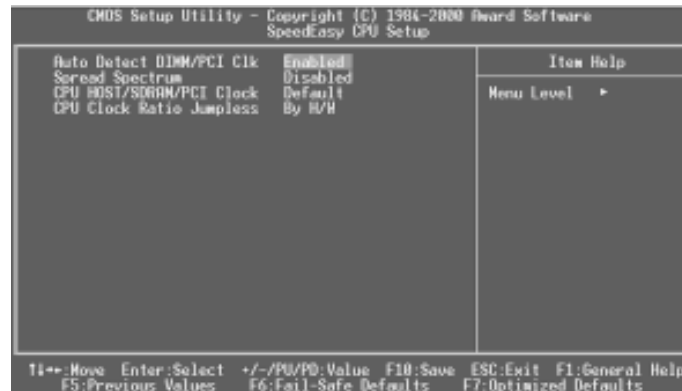 CMOS Setup Utility - Copyright (C) 1984-2000 Award Software
SpeedEasy CPU Setup
Auto Detect DIMM/PCI Clk Enabled
Spread Spectrum Disabled
CPU HOST/SDRAM/PCI Clock Default
CPU Clock Ratio Jumpless By H/W
Item Help
Menu Level ►
↑↓←→:Move Enter:Select +/-/PU/PD:Value F10:Save ESC:Exit F1:General Help
F5:Previous Values F6:Fail-Safe Defaults F7:Optimized Defaults